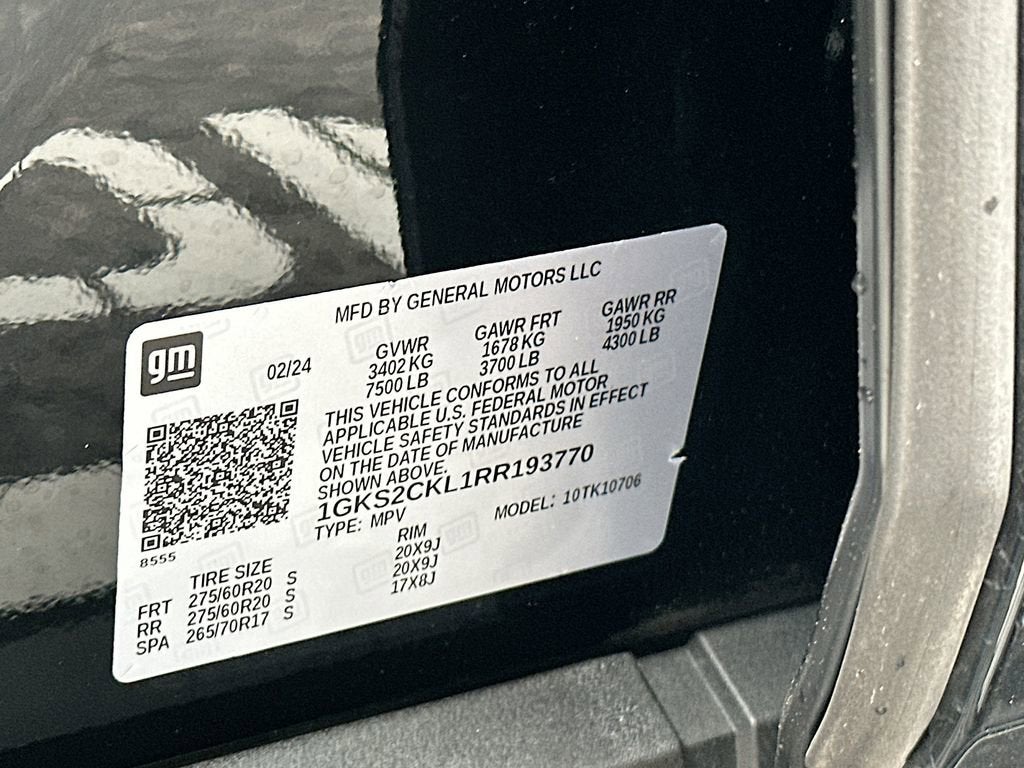 MFD BY GENERAL MOTORS LLC
gm
02/24
GVWR GAWR FRT GAWR RR
3402 KG 1678 KG 1950 KG
7500 LB 3700 LB 4300 LB
THIS VEHICLE CONFORMS TO ALL
APPLICABLE U.S. FEDERAL MOTOR
VEHICLE SAFETY STANDARDS IN EFFECT
ON THE DATE OF MANUFACTURE
SHOWN ABOVE.
1GKS2CKL1RR193770
TYPE: MPV MODEL: 10TK10706
8555
TIRE SIZE RIM
FRT 275/60R20 S 20X9J
RR 275/60R20 S 20X9J
SPA 265/70R17 S 17X8J